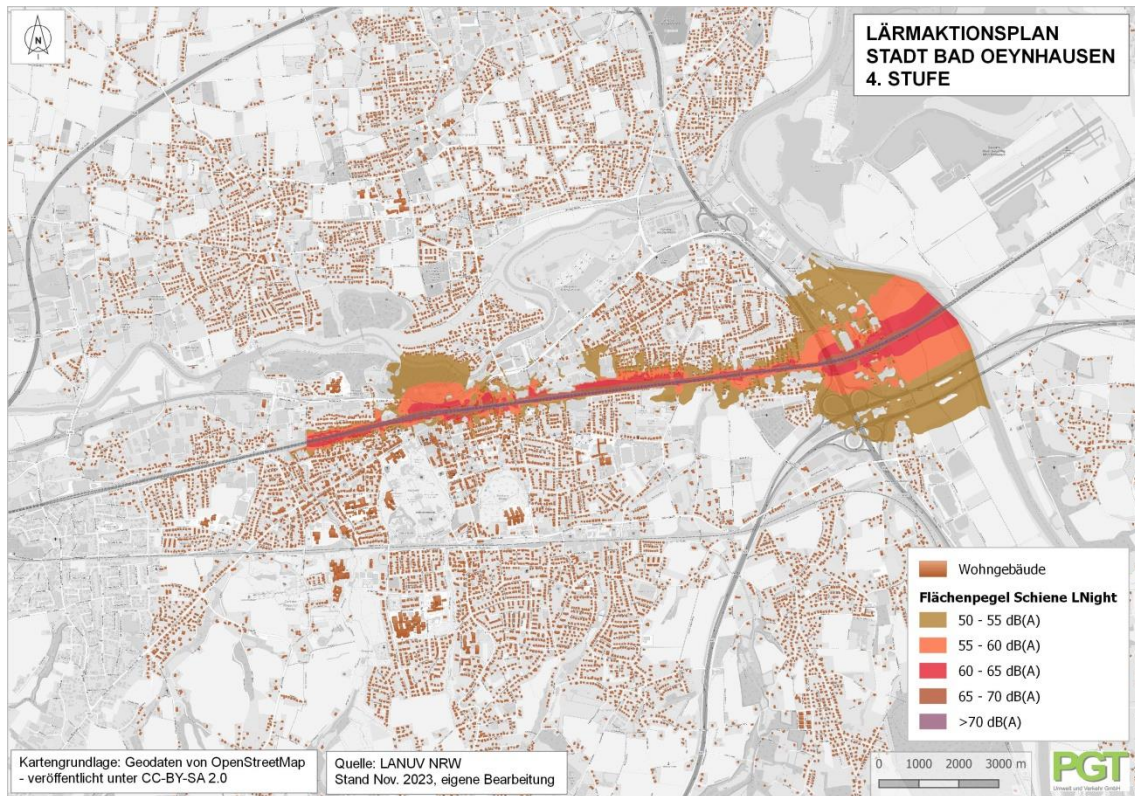 N
LÄRMAKTIONSPLAN
STADT BAD OEYNHAUSEN
4. STUFE
Wohngebäude
Flächenpegel Schiene LNight
50 - 55 dB(A)
55 - 60 dB(A)
60 - 65 dB(A)
65 - 70 dB(A)
>70 dB(A)
Kartengrundlage: Geodaten von OpenStreetMap
- veröffentlicht unter CC-BY-SA 2.0
Quelle: LANUV NRW
Stand Nov. 2023, eigene Bearbeitung
0 1000 2000 3000 m
PGT
Umwelt und Verkehr GmbH